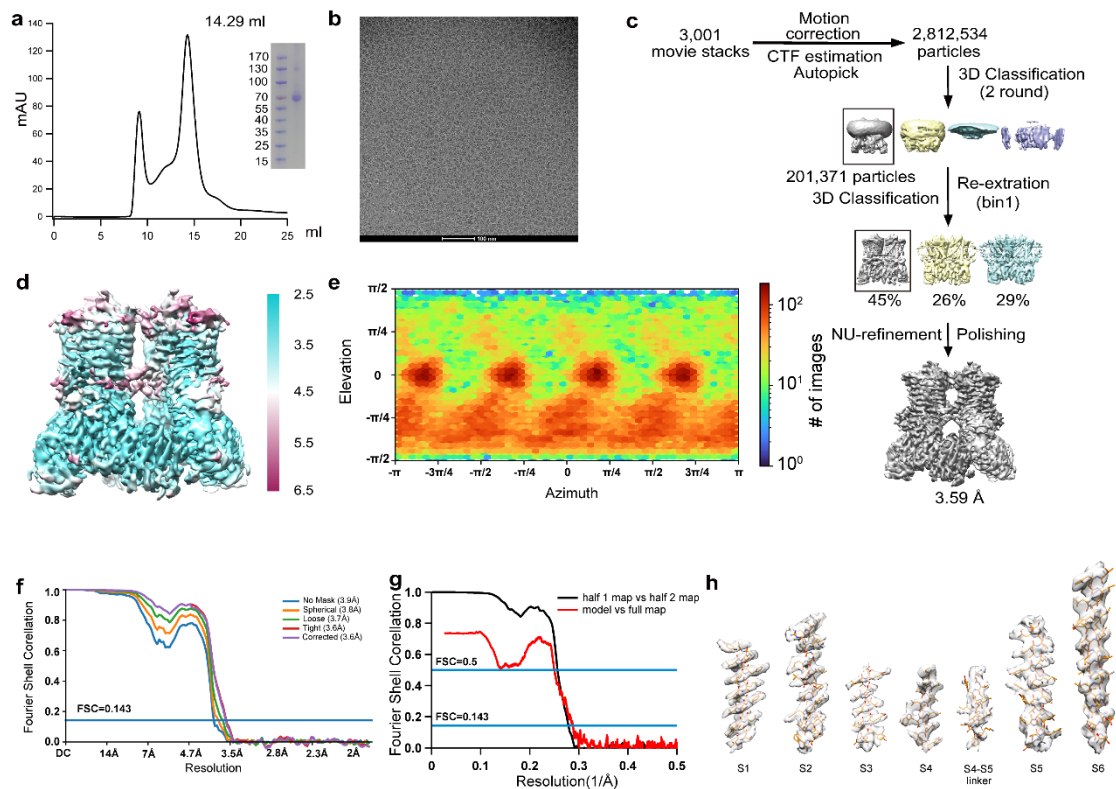 a
14.29 ml
140
120
100
80
60
40
20
0
mAU
0
5
10
15
20
25
ml
170
130
100
70
55
40
35
25
15
b
100 nm
c
3,001
movie stacks
Motion
correction
CTF estimation
Autopick
2,812,534
particles
3D Classification
(2 round)
201,371 particles
3D Classification
Re-extration
(bin1)
45%
26%
29%
NU-refinement
Polishing
3.59 Å
d
2.5
3.5
4.5
5.5
6.5
e
π/2
π/4
0
-π/4
-π/2
Elevation
-π
-3π/4
-π/4
0
π/2
π/2
3π/4
π
Azimuth
10²
10¹
10⁰
# of images
f
1.0
0.8
0.6
0.4
0.2
0.0
Fourier Shell Corellation
No Mask (3.9Å)
Spherical (3.8Å)
Loose (3.7Å)
Tight (3.6Å)
Corrected (3.6Å)
FSC=0.143
DC
14Å
7Å
4.7Å
3.5Å
2.8Å
2.3Å
2Å
Resolution
g
1.0
0.8
0.6
0.4
0.2
0.0
Fourier Shell Corellation
half 1 map vs half 2 map
model vs full map
FSC=0.5
FSC=0.143
0
0.1
0.2
0.3
0.4
0.5
Resolution(1/Å)
h
S1
S2
S3
S4
S4-S5
linker
S5
S6